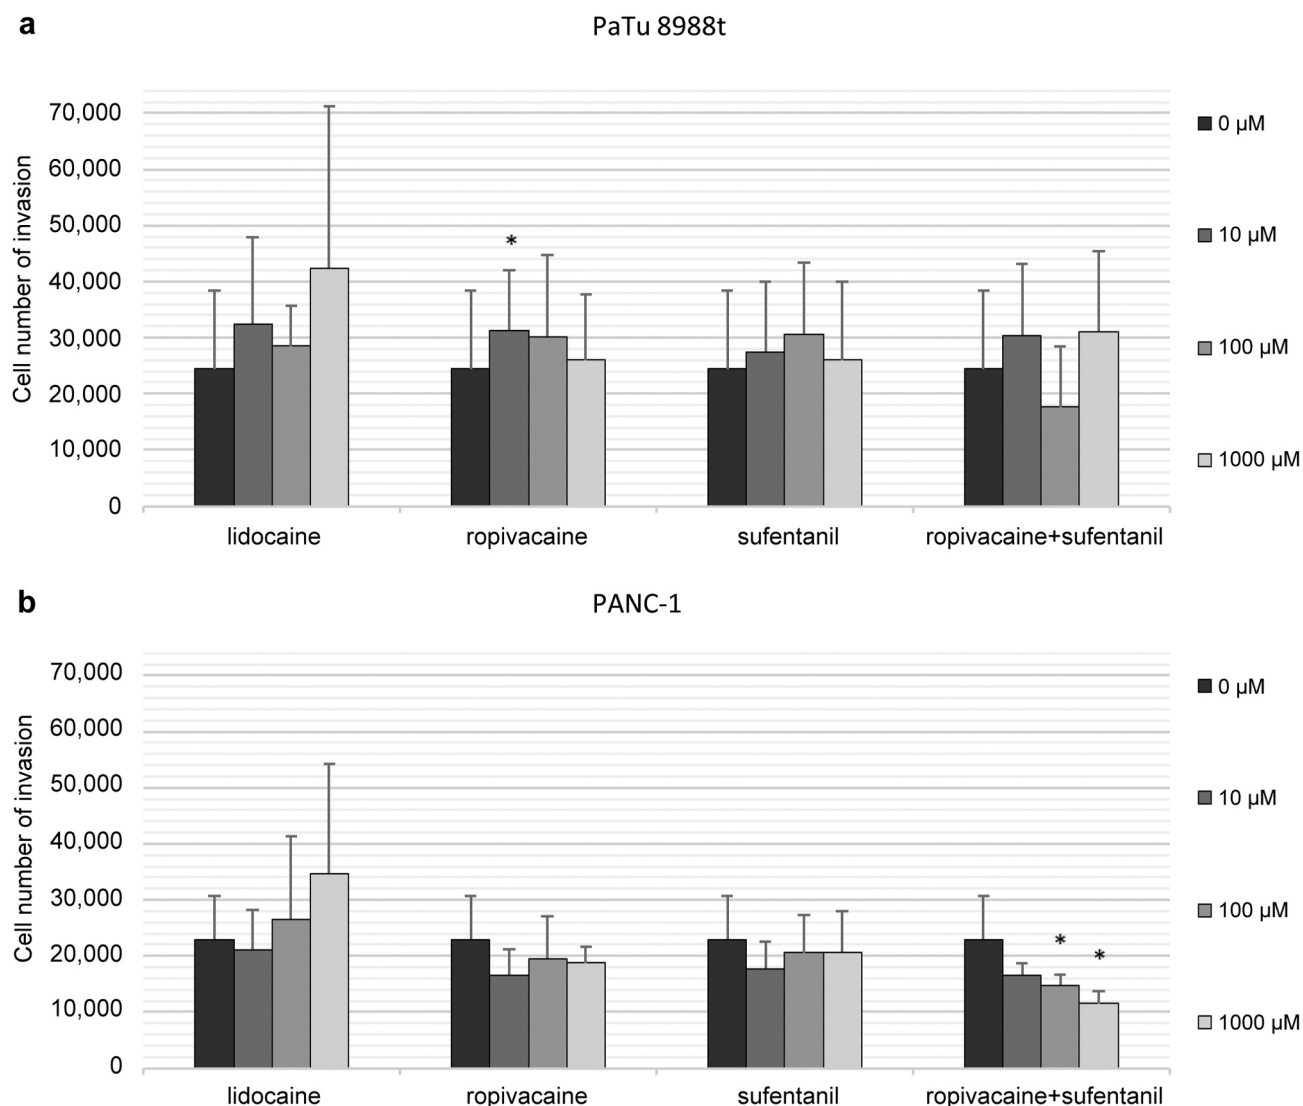 a
PaTu 8988t
Cell number of invasion
70,000
60,000
50,000
40,000
30,000
20,000
10,000
0
*
lidocaine
ropivacaine
sufentanil
ropivacaine+sufentanil
0 µM
10 µM
100 µM
1000 µM
b
PANC-1
Cell number of invasion
70,000
60,000
50,000
40,000
30,000
20,000
10,000
0
*
*
lidocaine
ropivacaine
sufentanil
ropivacaine+sufentanil
0 µM
10 µM
100 µM
1000 µM